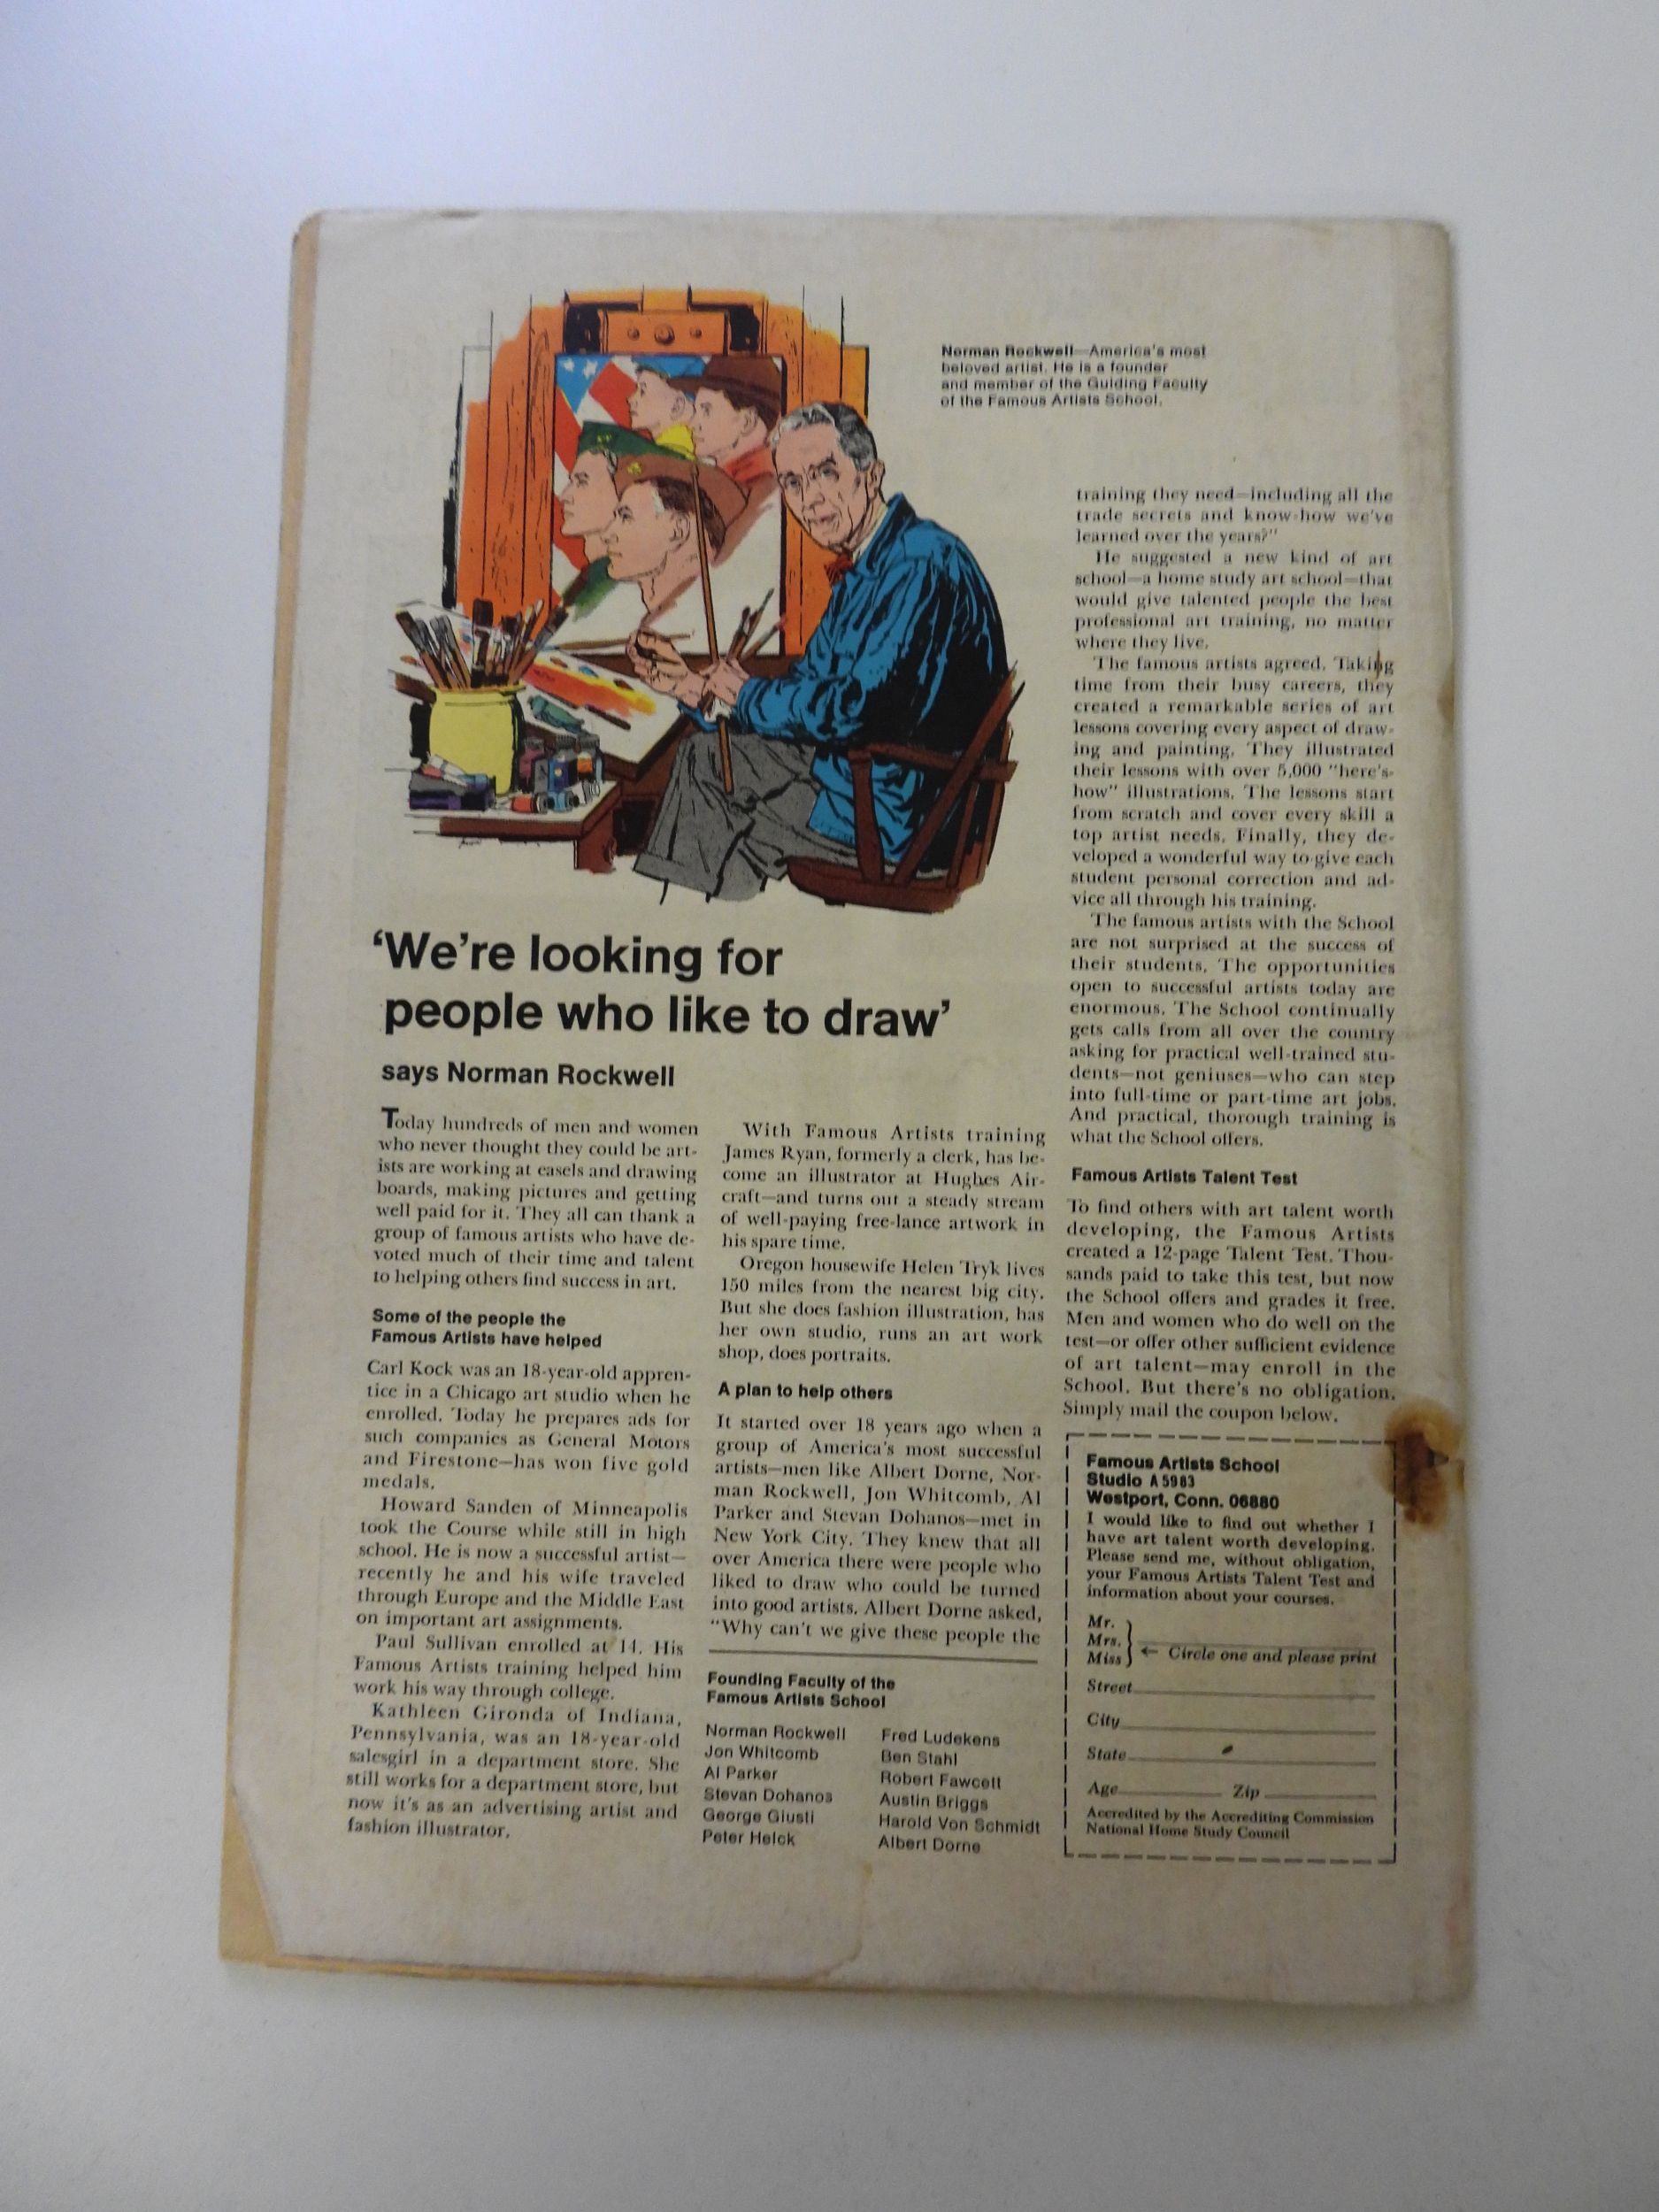 Norman Rockwell—America's most
beloved artist. He is a founder
and member of the Guiding Faculty
of the Famous Artists School.
‘We’re looking for
people who like to draw’
says Norman Rockwell
Today hundreds of men and women
who never thought they could be art-
ists are working at easels and drawing
boards, making pictures and getting
well paid for it. They all can thank a
group of famous artists who have de-
voted much of their time and talent
to helping others find success in art.
Some of the people the
Famous Artists have helped
Carl Kock was an 18-year-old appren-
tice in a Chicago art studio when he
enrolled. Today he prepares ads for
such companies as General Motors
and Firestone—has won five gold
medals.
Howard Sanden of Minneapolis
took the Course while still in high
school. He is now a successful artist—
recently he and his wife traveled
through Europe and the Middle East
on important art assignments.
Paul Sullivan enrolled at 14. His
Famous Artists training helped him
work his way through college.
Kathleen Gironda of Indiana,
Pennsylvania, was an 18-year-old
salesgirl in a department store. She
still works for a department store, but
now it's as an advertising artist and
fashion illustrator.
With Famous Artists training
James Ryan, formerly a clerk, has be-
come an illustrator at Hughes Air-
craft—and turns out a steady stream
of well-paying free-lance artwork in
his spare time.
Oregon housewife Helen Tryk lives
150 miles from the nearest big city.
But she does fashion illustration, has
her own studio, runs an art work
shop, does portraits.
A plan to help others
It started over 18 years ago when a
group of America's most successful
artists—men like Albert Dorne, Nor-
man Rockwell, Jon Whitcomb, Al
Parker and Stevan Dohanos—met in
New York City. They knew that all
over America there were people who
liked to draw who could be turned
into good artists. Albert Dorne asked,
"Why can't we give these people the
training they need—including all the
trade secrets and know-how we've
learned over the years?"
He suggested a new kind of art
school—a home study art school—that
would give talented people the best
professional art training, no matter
where they live.
The famous artists agreed. Taking
time from their busy careers, they
created a remarkable series of art
lessons covering every aspect of draw-
ing and painting. They illustrated
their lessons with over 5,000 "here's-
how" illustrations. The lessons start
from scratch and cover every skill a
top artist needs. Finally, they de-
veloped a wonderful way to give each
student personal correction and ad-
vice all through his training.
The famous artists with the School
are not surprised at the success of
their students. The opportunities
open to successful artists today are
enormous. The School continually
gets calls from all over the country
asking for practical well-trained stu-
dents—not geniuses—who can step
into full-time or part-time art jobs.
And practical, thorough training is
what the School offers.
Famous Artists Talent Test
To find others with art talent worth
developing, the Famous Artists
created a 12-page Talent Test. Thou-
sands paid to take this test, but now
the School offers and grades it free.
Men and women who do well on the
test—or offer other sufficient evidence
of art talent—may enroll in the
School. But there's no obligation.
Simply mail the coupon below.
Founding Faculty of the
Famous Artists School
Norman Rockwell
Jon Whitcomb
Al Parker
Stevan Dohanos
George Giusti
Peter Helck
Fred Ludekens
Ben Stahl
Robert Fawcett
Austin Briggs
Harold Von Schmidt
Albert Dorne
Famous Artists School
Studio A5983
Westport, Conn. 06880
I would like to find out whether I
have art talent worth developing.
Please send me, without obligation,
your Famous Artists Talent Test and
information about your courses.
Mr.
Mrs.
Miss
← Circle one and please print
Street
City
State
Age Zip
Accredited by the Accrediting Commission
National Home Study Council